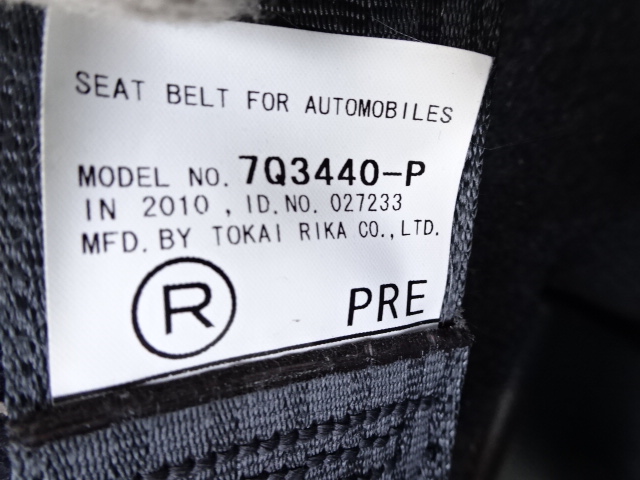 SEAT BELT FOR AUTOMOBILES
MODEL NO. 7Q3440-P
IN 2010 , ID. NO. 027233
MFD. BY TOKAI RIKA CO., LTD.
R PRE